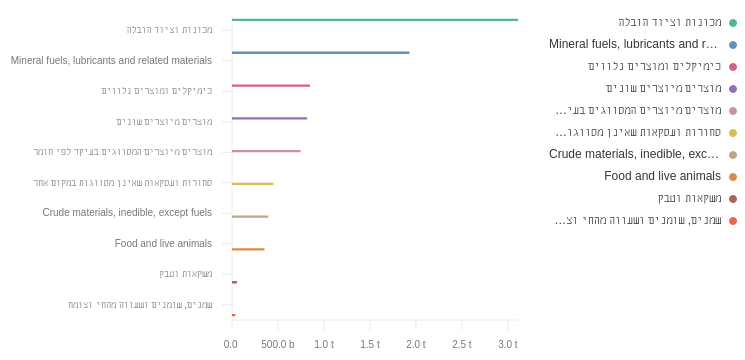 מכונות וציוד הובלה
Mineral fuels, lubricants and related materials
כימיקלים ומוצרים נלווים
מוצרים מיוצרים שונים
מוצרים מיוצרים המסווגים בעיקר לפי חומר
סחורות ועסקאות שאינן מסווגות במקום אחר
Crude materials, inedible, except fuels
Food and live animals
משקאות וטבק
שמנים, שומנים ושעווה מהחי וצומח
0.0 500.0 b 1.0 t 1.5 t 2.0 t 2.5 t 3.0 t
מכונות וציוד הובלה
Mineral fuels, lubricants and r...
כימיקלים ומוצרים נלווים
מוצרים מיוצרים שונים
מוצרים מיוצרים המסווגים בעי...
סחורות ועסקאות שאינן מסווגו...
Crude materials, inedible, exc...
Food and live animals
משקאות וטבק
שמנים, שומנים ושעווה מהחי וצ...